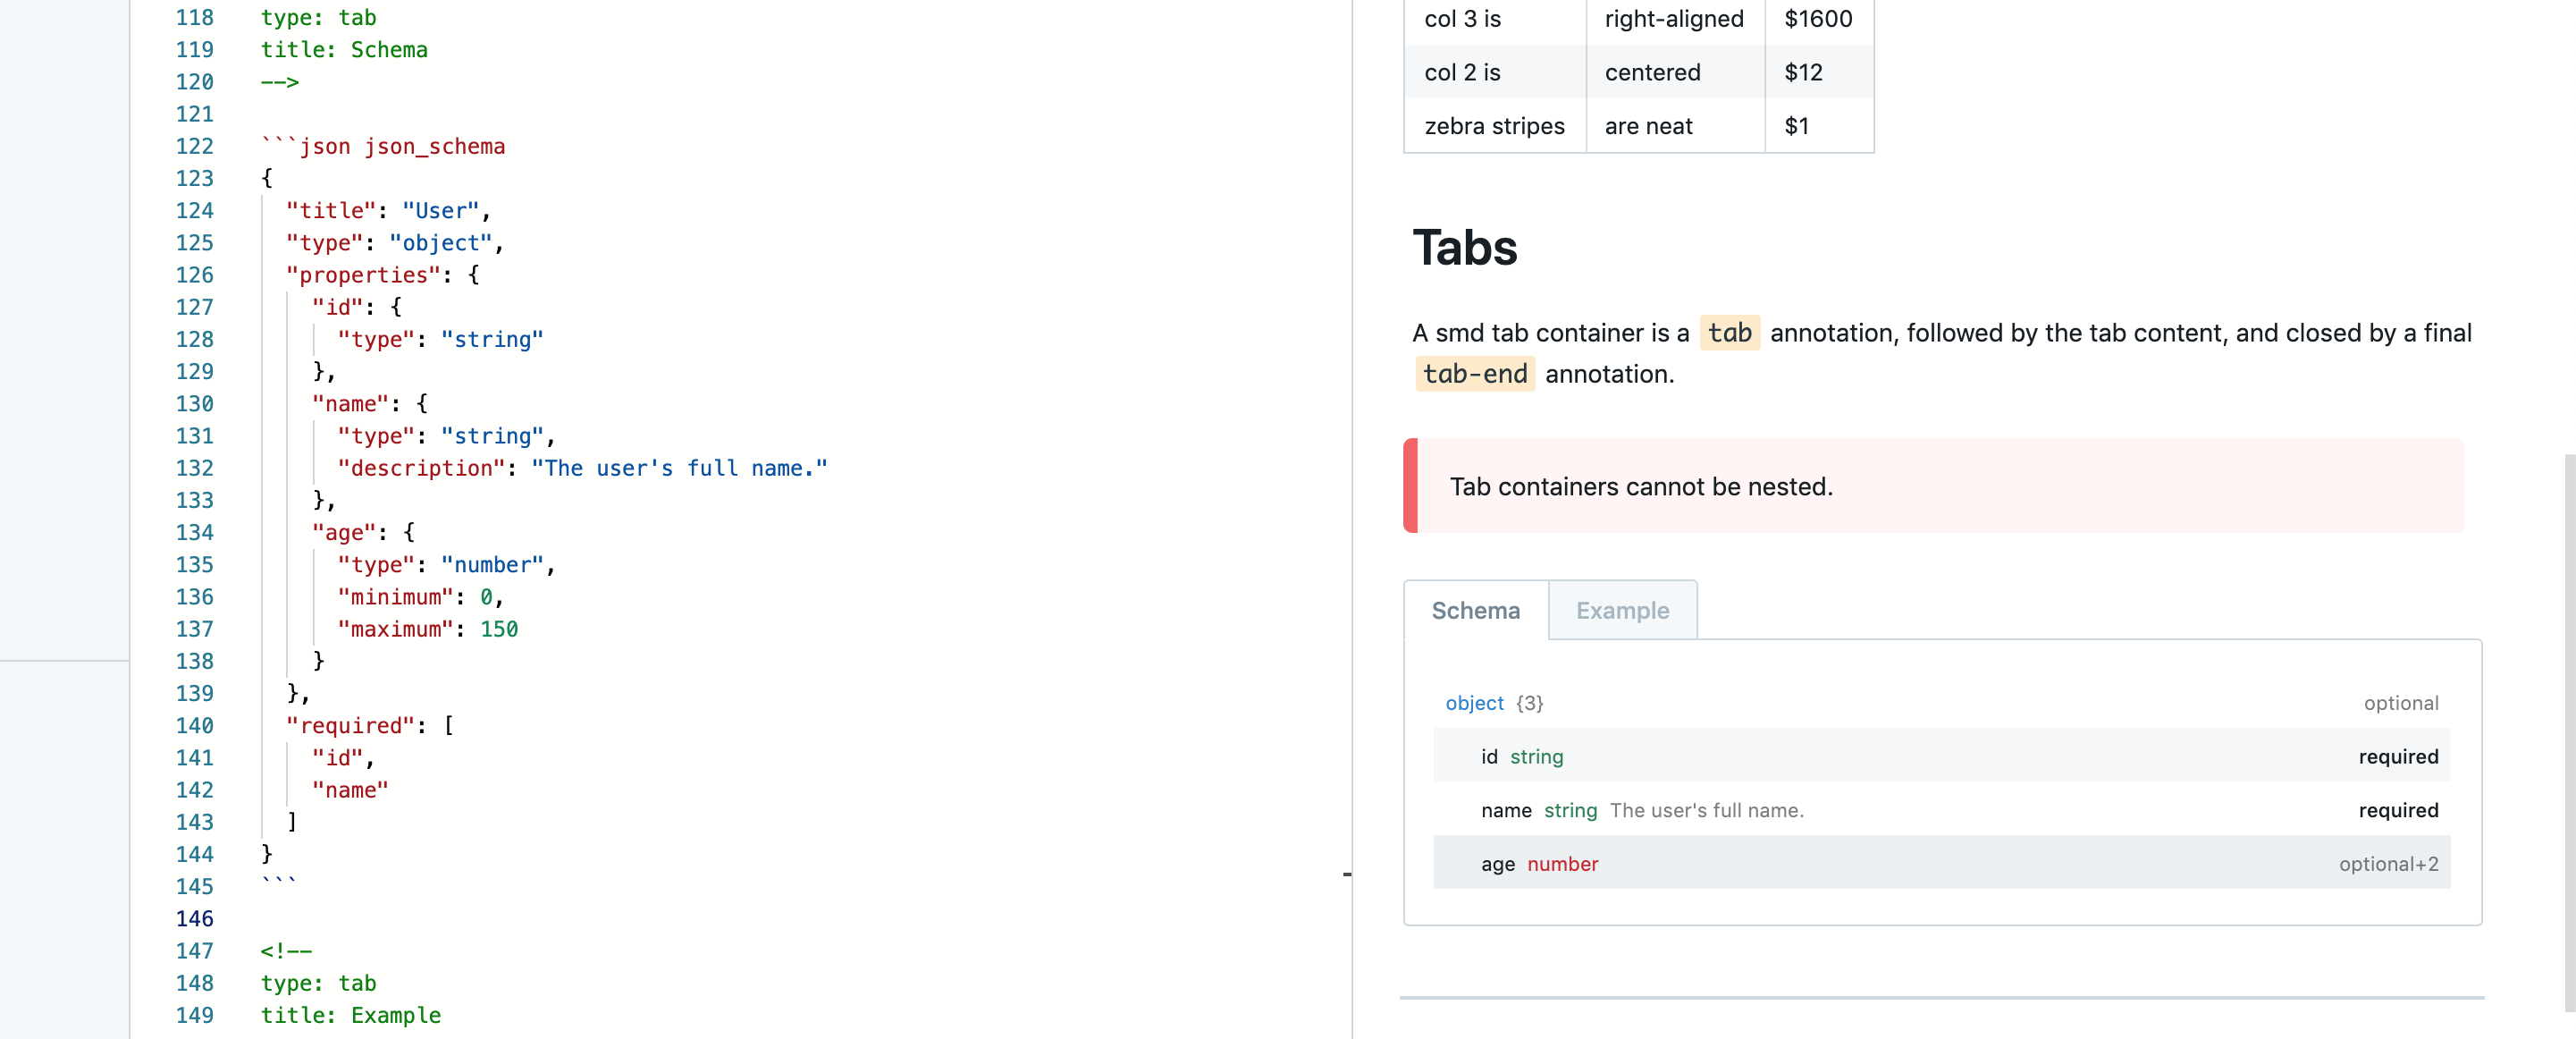 118 type: tab
119 title: Schema
120 -->
121
122 ```json json_schema
123 {
124 "title": "User",
125 "type": "object",
126 "properties": {
127 "id": {
128 "type": "string"
129 },
130 "name": {
131 "type": "string",
132 "description": "The user's full name."
133 },
134 "age": {
135 "type": "number",
136 "minimum": 0,
137 "maximum": 150
138 }
139 },
140 "required": [
141 "id",
142 "name"
143 ]
144 }
145 ```
146
147 <!--
148 type: tab
149 title: Example
col 3 is right-aligned $1600
col 2 is centered $12
zebra stripes are neat $1
Tabs
A smd tab container is a tab annotation, followed by the tab content, and closed by a final
tab-end annotation.
Tab containers cannot be nested.
Schema Example
object {3} optional
id string required
name string The user's full name. required
age number optional+2